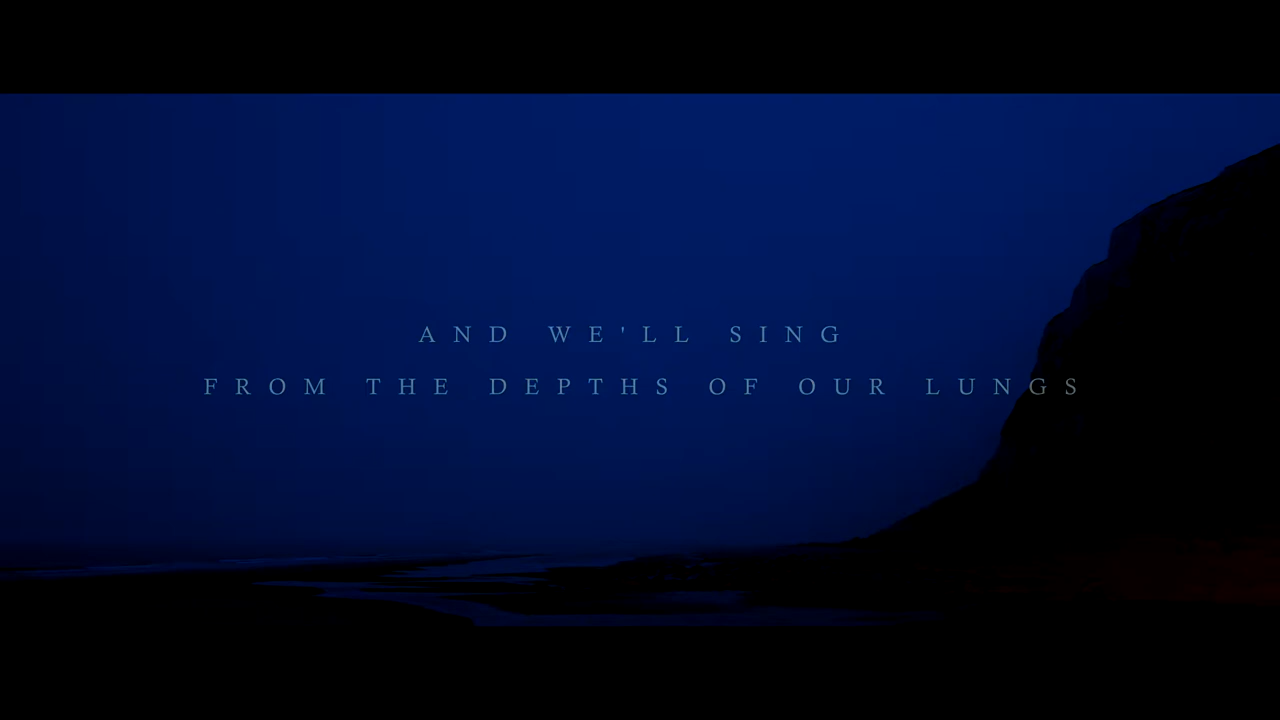 AND WE'LL SING
FROM THE DEPTHS OF OUR LUNGS